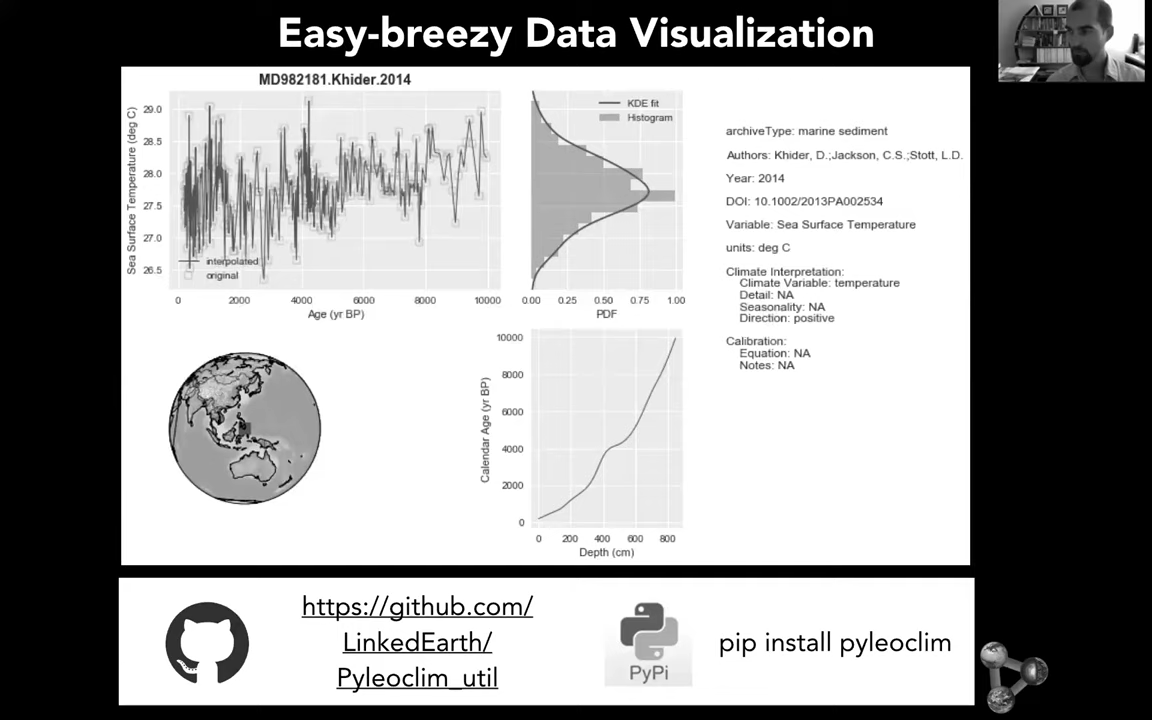 Easy-breezy Data Visualization
MD982181.Khider.2014
Sea Surface Temperature (deg C)
29.0
28.5
28.0
27.5
27.0
26.5
interpolated
original
0 2000 4000 6000 8000 10000
Age (yr BP)
KDE fit
Histogram
0.00 0.25 0.50 0.75 1.00
PDF
archiveType: marine sediment
Authors: Khider, D.;Jackson, C.S.;Stott, L.D.
Year: 2014
DOI: 10.1002/2013PA002534
Variable: Sea Surface Temperature
units: deg C
Climate Interpretation:
Climate Variable: temperature
Detail: NA
Seasonality: NA
Direction: positive
Calibration:
Equation: NA
Notes: NA
Calendar Age (yr BP)
10000
8000
6000
4000
2000
0
0 200 400 600 800
Depth (cm)
https://github.com/
LinkedEarth/
Pyleoclim_util
PyPi
pip install pyleoclim